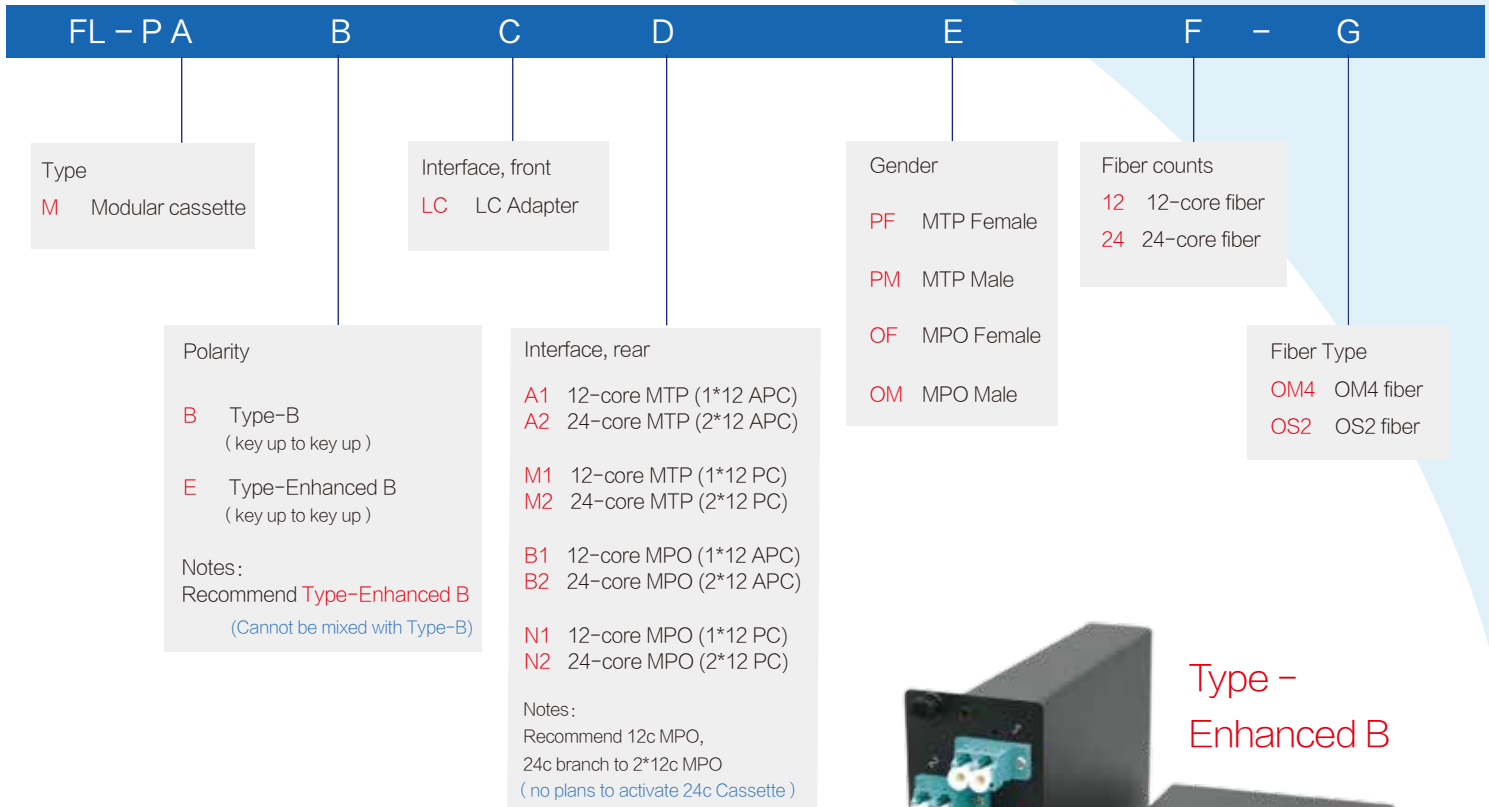 FL – P A B C D E F – G
Type
M Modular cassette
Interface, front
LC LC Adapter
Gender
PF MTP Female
PM MTP Male
OF MPO Female
OM MPO Male
Fiber counts
12 12-core fiber
24 24-core fiber
Polarity
B Type-B
( key up to key up )
E Type-Enhanced B
( key up to key up )
Notes:
Recommend Type-Enhanced B
(Cannot be mixed with Type-B)
Interface, rear
A1 12-core MTP (1*12 APC)
A2 24-core MTP (2*12 APC)
M1 12-core MTP (1*12 PC)
M2 24-core MTP (2*12 PC)
B1 12-core MPO (1*12 APC)
B2 24-core MPO (2*12 APC)
N1 12-core MPO (1*12 PC)
N2 24-core MPO (2*12 PC)
Notes:
Recommend 12c MPO,
24c branch to 2*12c MPO
( no plans to activate 24c Cassette )
Fiber Type
OM4 OM4 fiber
OS2 OS2 fiber
Type -
Enhanced B
1
2